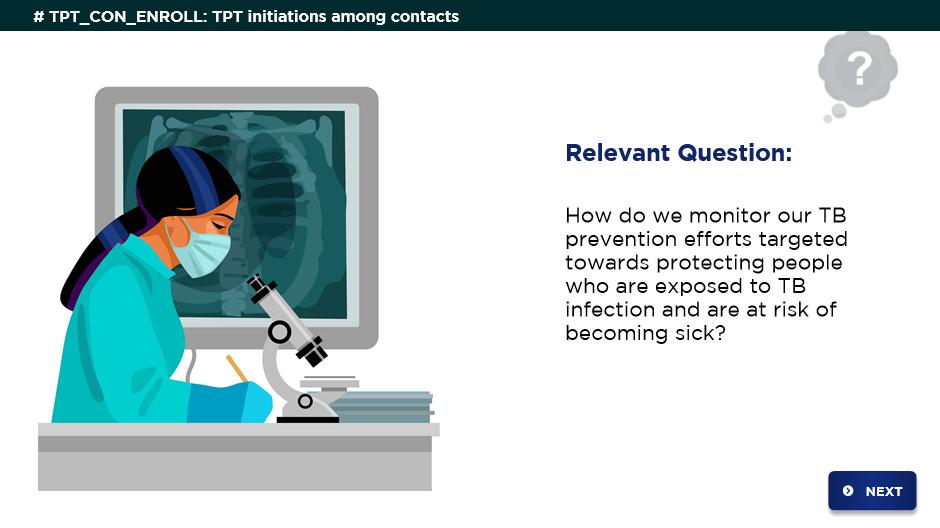 # TPT_CON_ENROLL: TPT initiations among contacts
?
Relevant Question:
How do we monitor our TB
prevention efforts targeted
towards protecting people
who are exposed to TB
infection and are at risk of
becoming sick?
NEXT